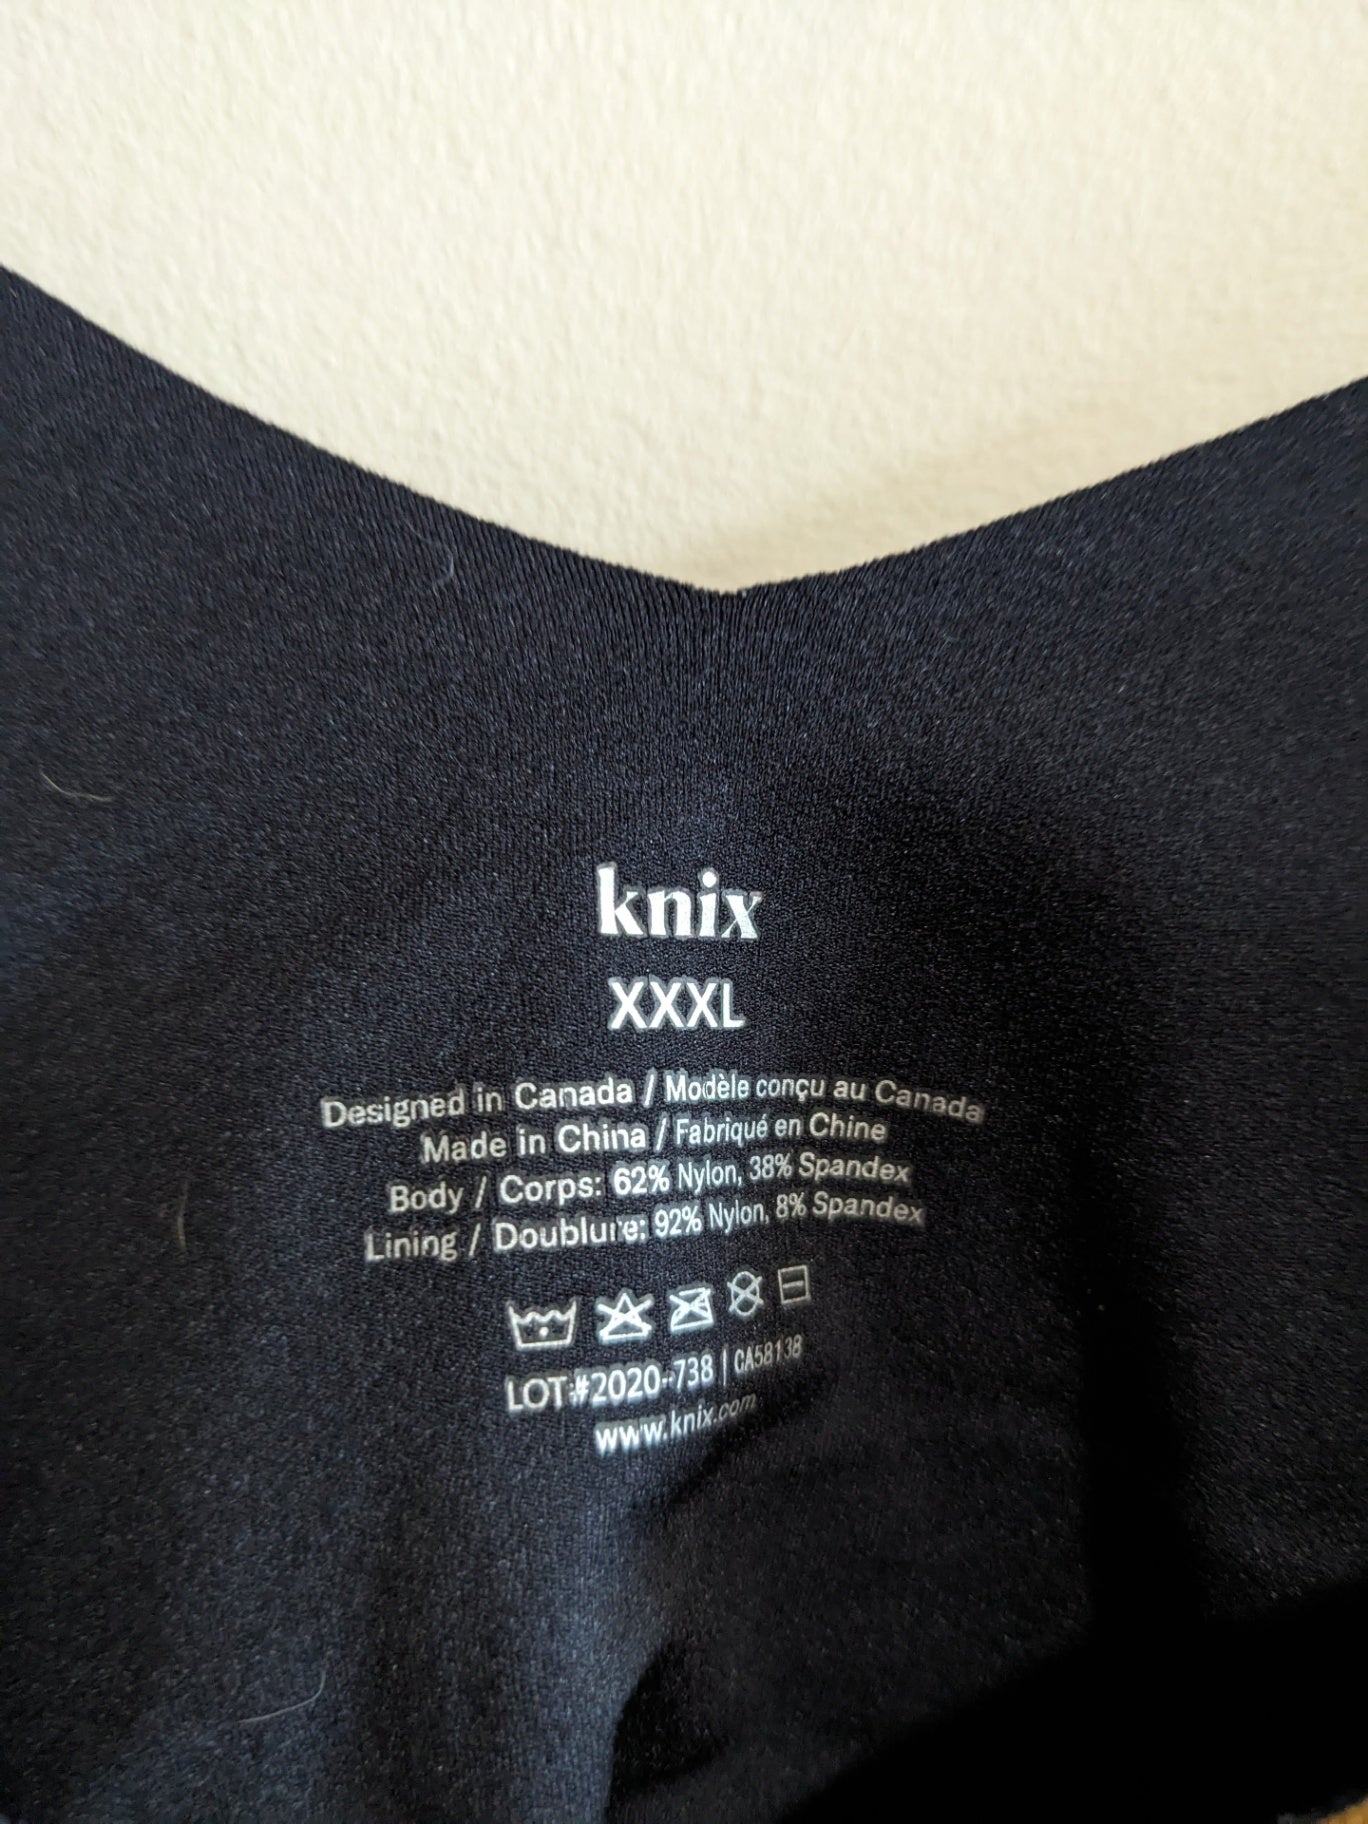 knix
XXXL
Designed in Canada / Modèle conçu au Canada
Made in China / Fabriqué en Chine
Body / Corps: 62% Nylon, 38% Spandex
Lining / Doublure: 92% Nylon, 8% Spandex
LOT:#2020-738 | CA58138
www.knix.com